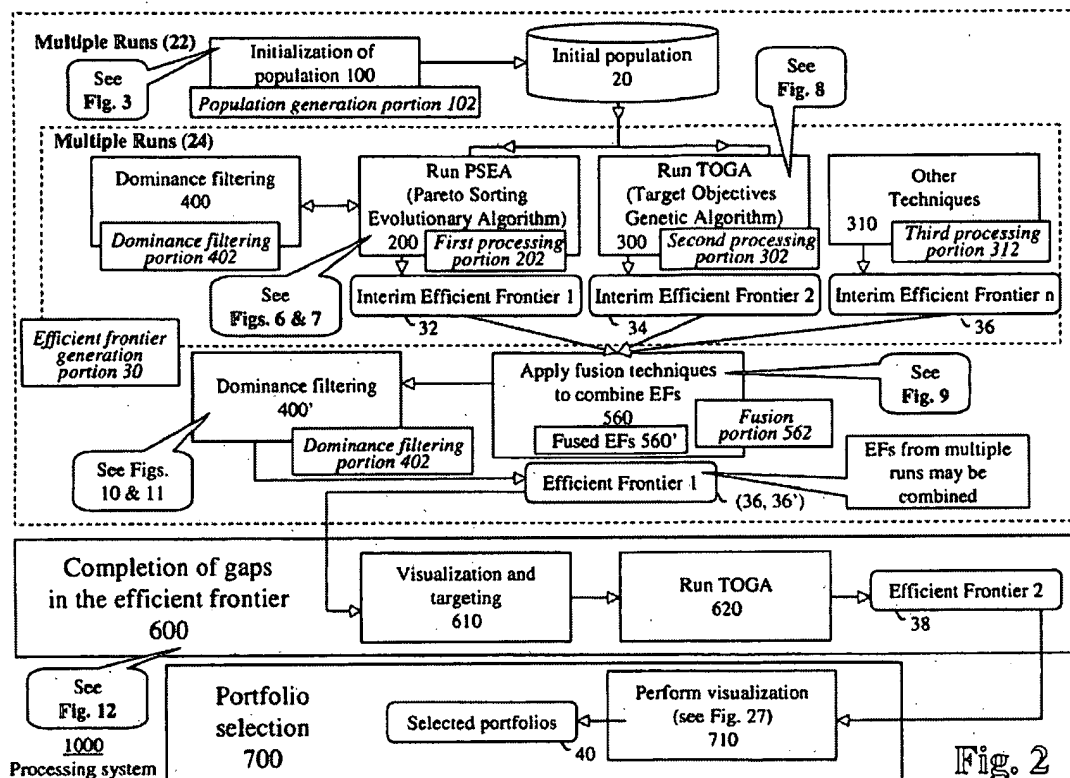 Multiple Runs (22)
Initialization of
population 100
Population generation portion 102
See
Fig. 3
Initial population
20
See
Fig. 8
Multiple Runs (24)
Dominance filtering
400
Dominance filtering
portion 402
Run PSEA
(Pareto Sorting
Evolutionary Algorithm)
200
First processing
portion 202
Run TOGA
(Target Objectives
Genetic Algorithm)
300
Second processing
portion 302
Other
Techniques
310
Third processing
portion 312
See
Figs. 6 & 7
Interim Efficient Frontier 1
32
Interim Efficient Frontier 2
34
Interim Efficient Frontier n
36
Efficient frontier
generation
portion 30
Dominance filtering
400'
Dominance filtering
portion 402
Apply fusion techniques
to combine EFs
560
Fused EFs 560'
Fusion
portion 562
See
Fig. 9
See Figs.
10 & 11
Efficient Frontier 1
(36, 36')
EFs from multiple
runs may be
combined
Completion of gaps
in the efficient frontier
600
Visualization and
targeting
610
Run TOGA
620
Efficient Frontier 2
38
See
Fig. 12
Portfolio
selection
700
Selected portfolios
40
Perform visualization
(see Fig. 27)
710
1000
Processing system
Fig. 2